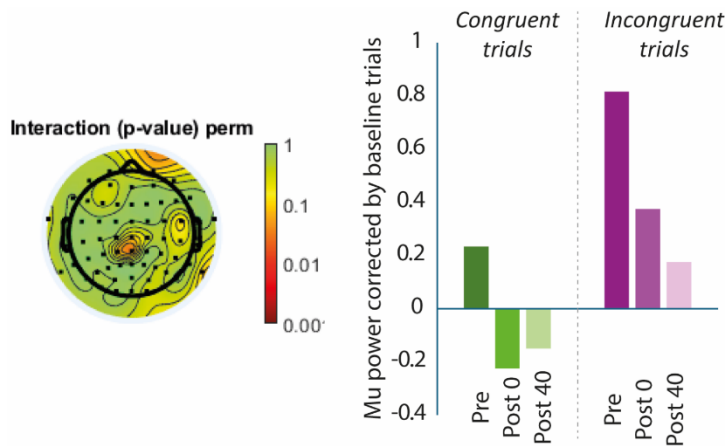 Interaction (p-value) perm
1
0.1
0.01
0.00
Mu power corrected by baseline trials
1
0.8
0.6
0.4
0.2
0
-0.2
-0.4
Congruent
trials
Incongruent
trials
Pre
Post 0
Post 40
Pre
Post 0
Post 40